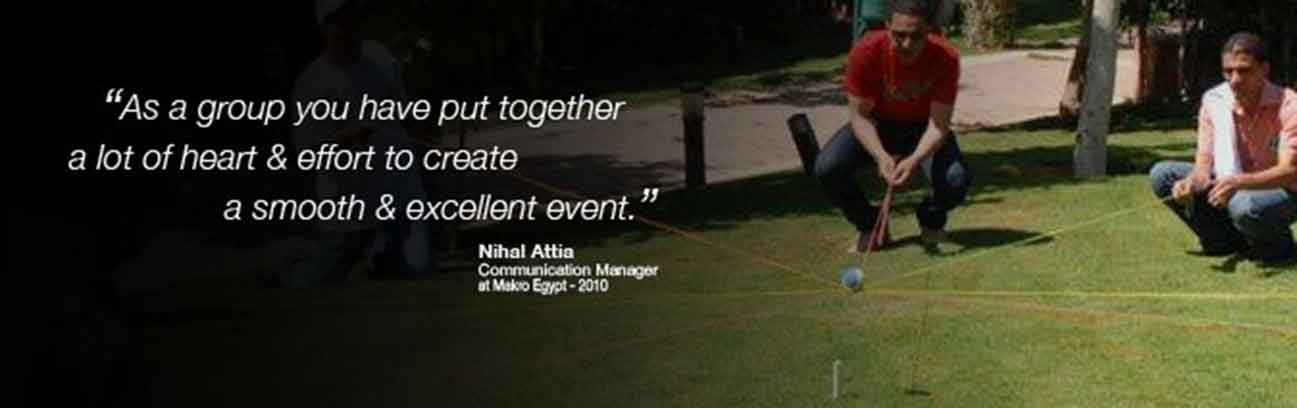 “As a group you have put together
a lot of heart & effort to create
a smooth & excellent event.”
Nihal Attia
Communication Manager
at Makro Egypt - 2010